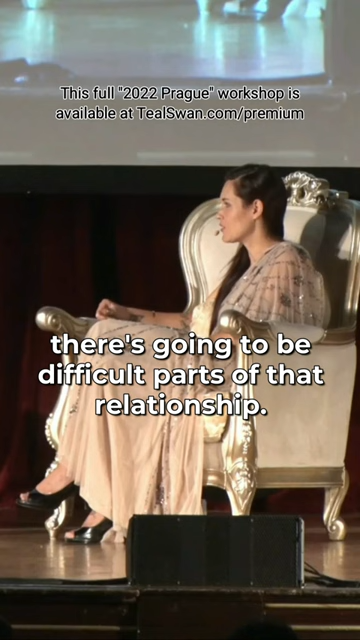 This full "2022 Prague" workshop is
available at TealSwan.com/premium
there's going to be
difficult parts of that
relationship.